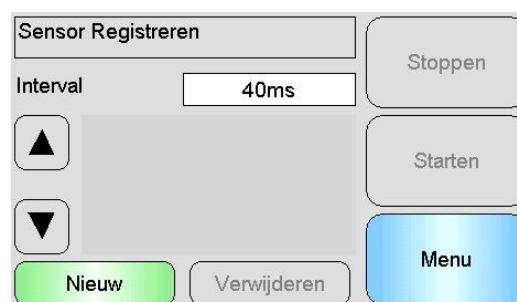 Sensor Registreren
Interval
40ms
Stoppen
Starten
Menu
Nieuw
Verwijderen